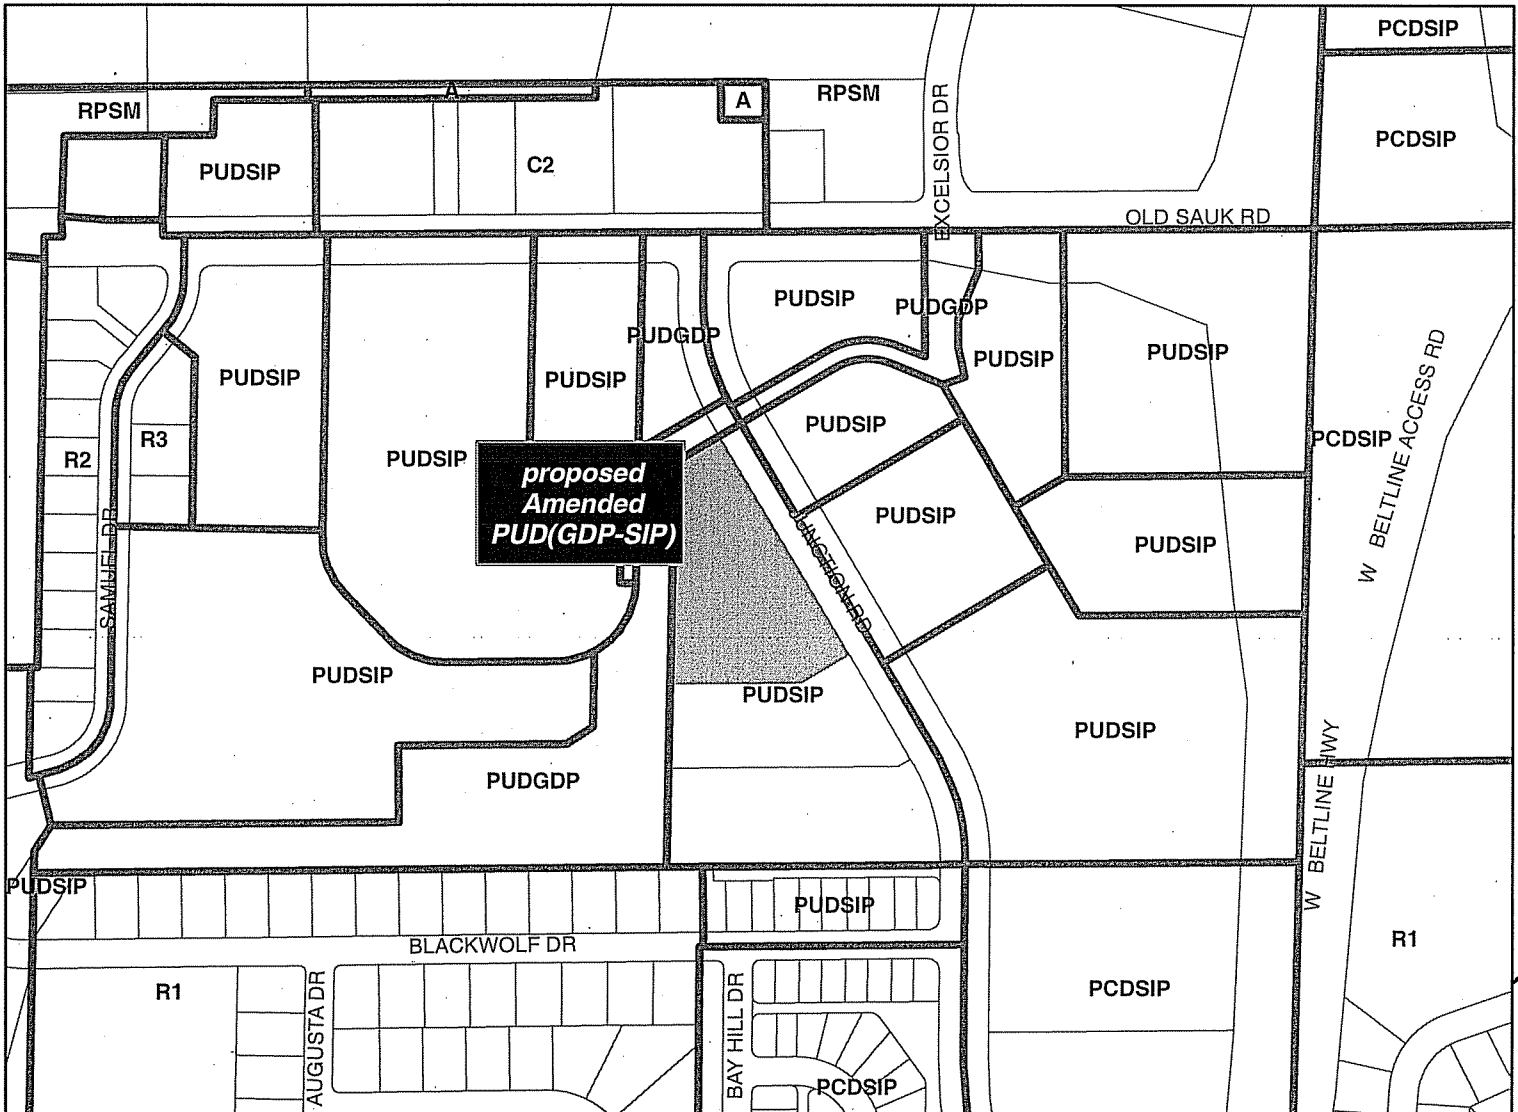 PCDSIP
A
A
RPSM
RPSM
EXCELSIOR DR
PCDSIP
C2
PUDSIP
OLD SAUK RD
PUDSIP
PUDGDP
PUDGDP
PUDSIP
PUDSIP
PUDSIP
PUDSIP
W BELTLINE ACCESS RD
PUDSIP
R3
PCDSIP
R2
PUDSIP
proposed
Amended
PUD(GDP-SIP)
PUDSIP
PUDSIP
SAMUEL DR
JUNCTION RD
PUDSIP
PUDSIP
PUDSIP
PUDGDP
W BELTLINE HWY
PUDSIP
PUDSIP
BLACKWOLF DR
R1
R1
PCDSIP
AUGUSTA DR
BAY HILL DR
PCDSIP